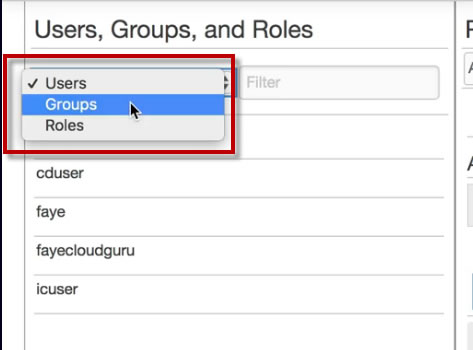 Users, Groups, and Roles
✓ Users
Filter
Groups
Roles
cduser
faye
fayecloudguru
icuser